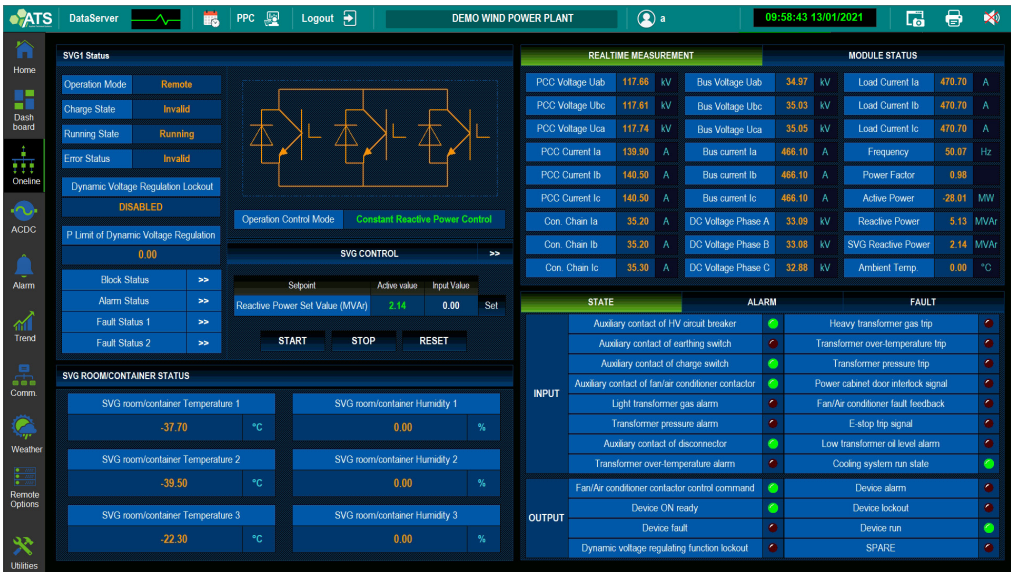 ATS DataServer PPC Logout DEMO WIND POWER PLANT a 09:58:43 13/01/2021
Home
Dash
board
Oneline
ACDC
Alarm
Trend
Comm.
Weather
Remote
Options
Utilities
SVG1 Status
Operation Mode Remote
Charge State Invalid
Running State Running
Error Status Invalid
Dynamic Voltage Regulation Lockout
DISABLED
P Limit of Dynamic Voltage Regulation
0.00
Block Status >>
Alarm Status >>
Fault Status 1 >>
Fault Status 2 >>
Operation Control Mode Constant Reactive Power Control
SVG CONTROL >>
Setpoint Active value Input Value
Reactive Power Set Value (MVAr) 2.14 0.00 Set
START STOP RESET
SVG ROOM/CONTAINER STATUS
SVG room/container Temperature 1 SVG room/container Humidity 1
-37.70 °C 0.00 %
SVG room/container Temperature 2 SVG room/container Humidity 2
-39.50 °C 0.00 %
SVG room/container Temperature 3 SVG room/container Humidity 3
-22.30 °C 0.00 %
REALTIME MEASUREMENT MODULE STATUS
PCC Voltage Uab 117.66 kV Bus Voltage Uab 34.97 kV Load Current Ia 470.70 A
PCC Voltage Ubc 117.61 kV Bus Voltage Ubc 35.03 kV Load Current Ib 470.70 A
PCC Voltage Uca 117.74 kV Bus Voltage Uca 35.05 kV Load Current Ic 470.70 A
PCC Current Ia 139.90 A Bus current Ia 466.10 A Frequency 50.07 Hz
PCC Current Ib 140.50 A Bus current Ib 466.10 A Power Factor 0.98
PCC Current Ic 140.50 A Bus current Ic 466.10 A Active Power -28.01 MW
Con. Chain Ia 35.20 A DC Voltage Phase A 33.09 kV Reactive Power 5.13 MVAr
Con. Chain Ib 35.20 A DC Voltage Phase B 33.08 kV SVG Reactive Power 2.14 MVAr
Con. Chain Ic 35.30 A DC Voltage Phase C 32.88 kV Ambient Temp. 0.00 °C
STATE ALARM FAULT
INPUT
Auxiliary contact of HV circuit breaker Heavy transformer gas trip
Auxiliary contact of earthing switch Transformer over-temperature trip
Auxiliary contact of charge switch Transformer pressure trip
Auxiliary contact of fan/air conditioner contactor Power cabinet door interlock signal
Light transformer gas alarm Fan/Air conditioner fault feedback
Transformer pressure alarm E-stop trip signal
Auxiliary contact of disconnector Low transformer oil level alarm
Transformer over-temperature alarm Cooling system run state
OUTPUT
Fan/Air conditioner contactor control command Device alarm
Device ON ready Device lockout
Device fault Device run
Dynamic voltage regulating function lockout SPARE